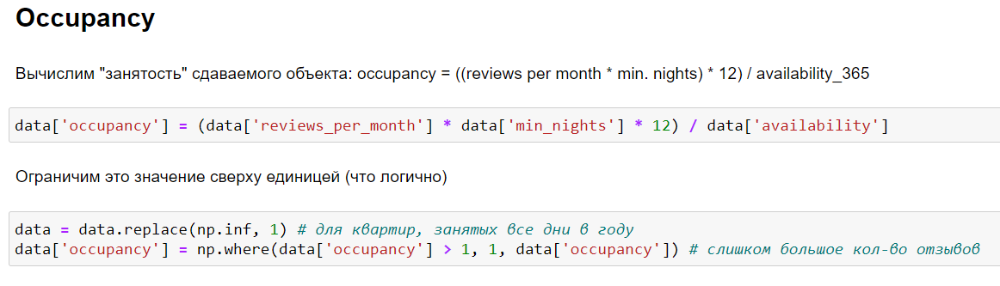 Occupancy
Вычислим "занятость" сдаваемого объекта: occupancy = ((reviews per month * min. nights) * 12) / availability_365
data['occupancy'] = (data['reviews_per_month'] * data['min_nights'] * 12) / data['availability']
Ограничим это значение сверху единицей (что логично)
data = data.replace(np.inf, 1) # для квартир, занятых все дни в году
data['occupancy'] = np.where(data['occupancy'] > 1, 1, data['occupancy']) # слишком большое кол-во отзывов